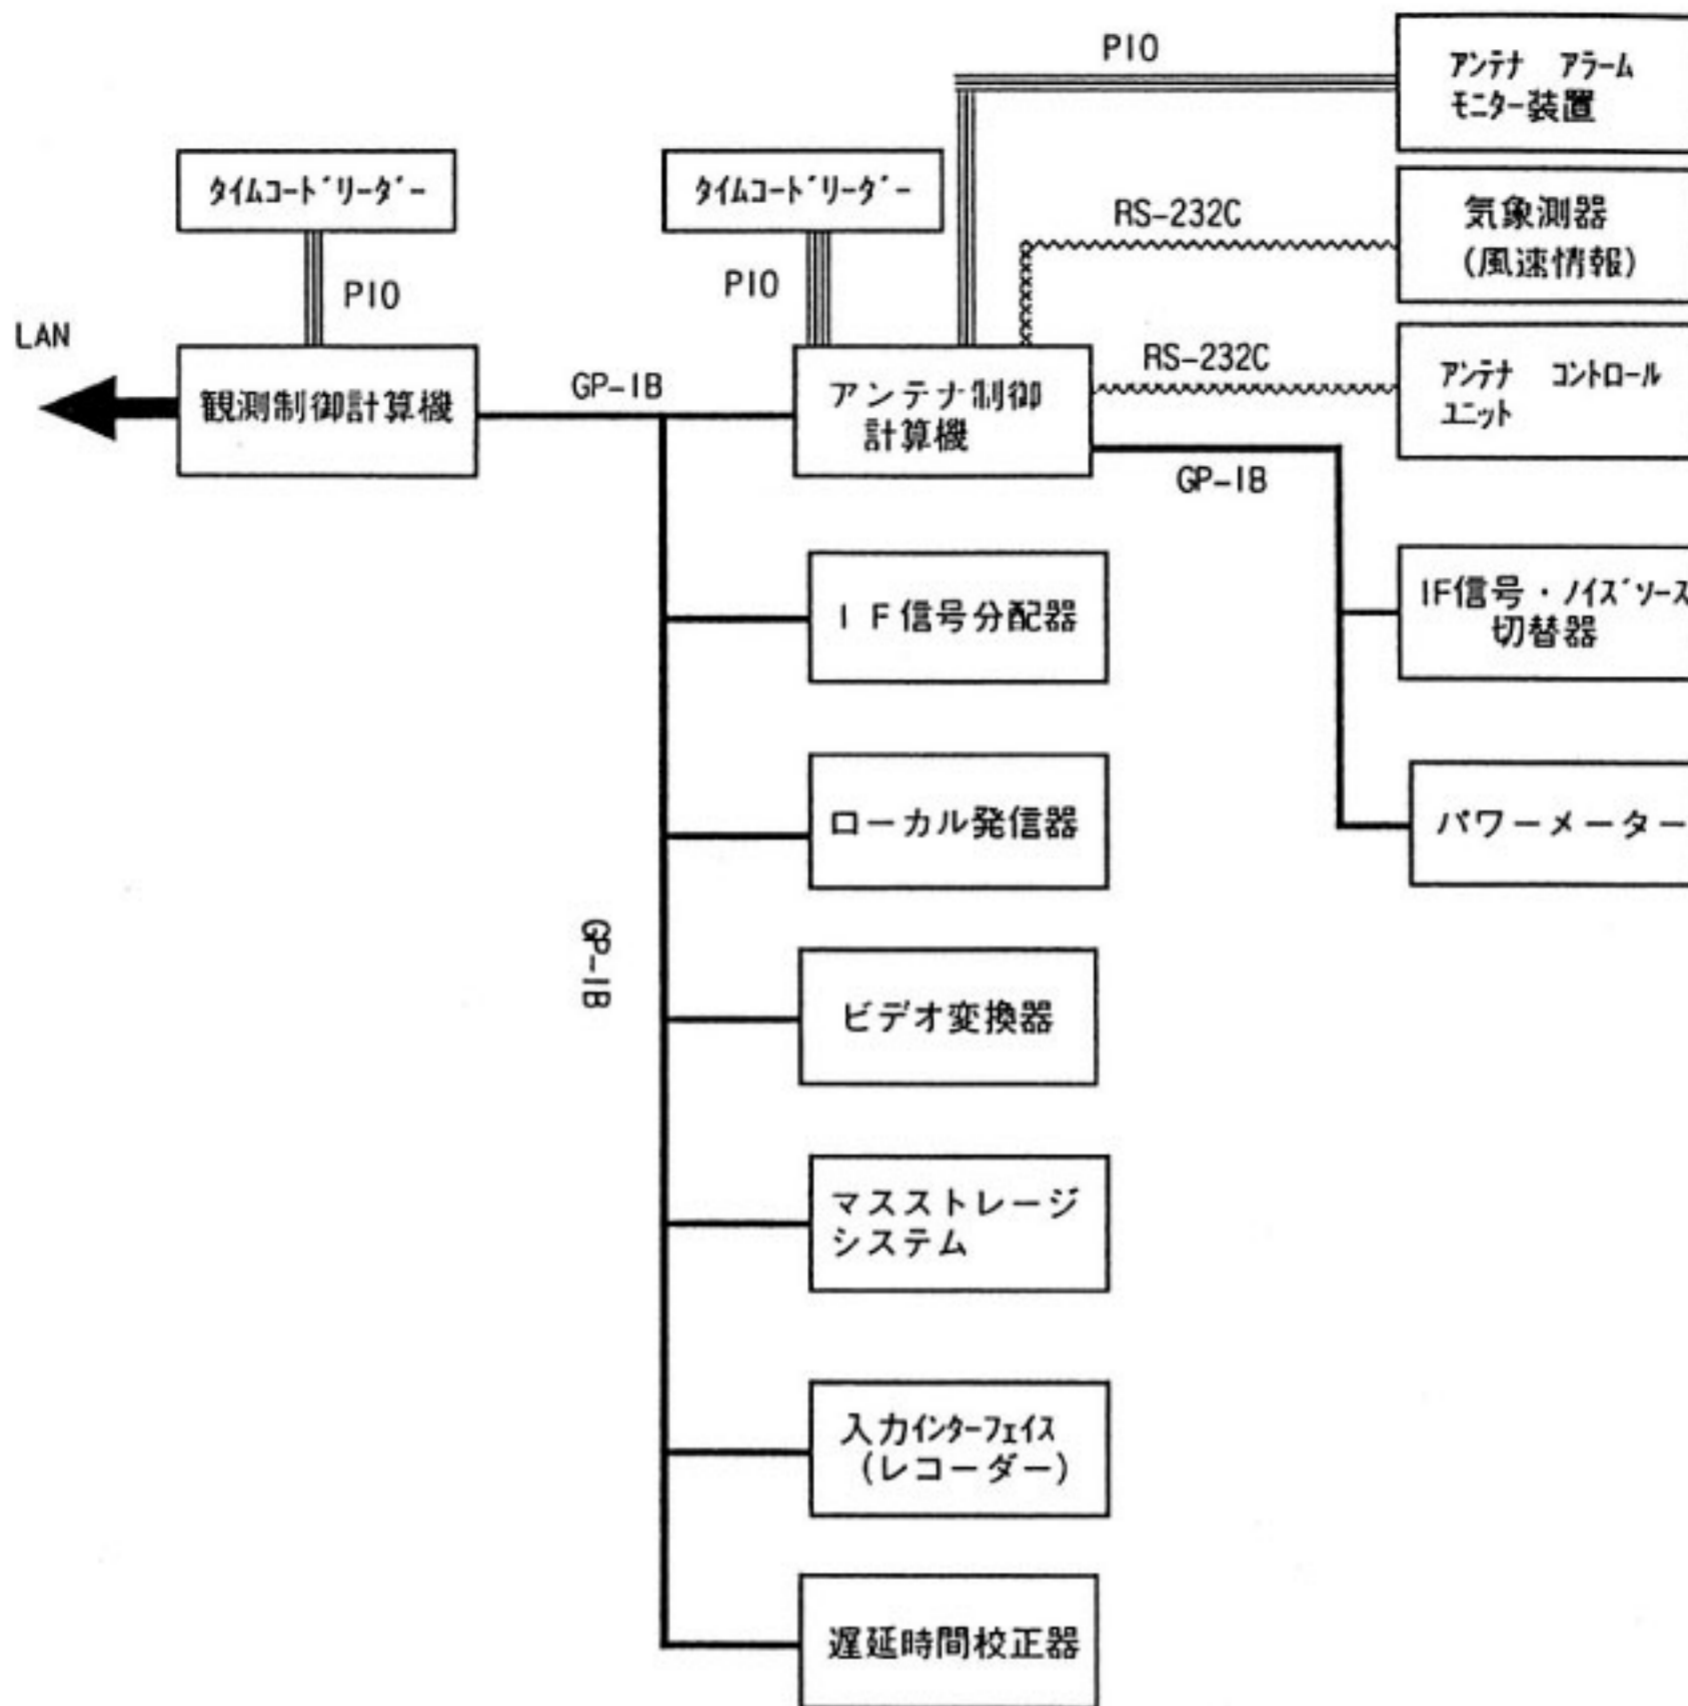 PIO
アンテナ アラーム
モニター装置
タイムコードリーダー
タイムコードリーダー
RS-232C
気象測器
(風速情報)
PIO
PIO
LAN
RS-232C
アンテナ コントロール
ユニット
観測制御計算機
GP-IB
アンテナ制御
計算機
GP-IB
IF信号分配器
IF信号・ノイズソース
切替器
ローカル発信器
パワーメーター
GP-IB
ビデオ変換器
マスストレージ
システム
入力インターフェイス
(レコーダー)
遅延時間校正器